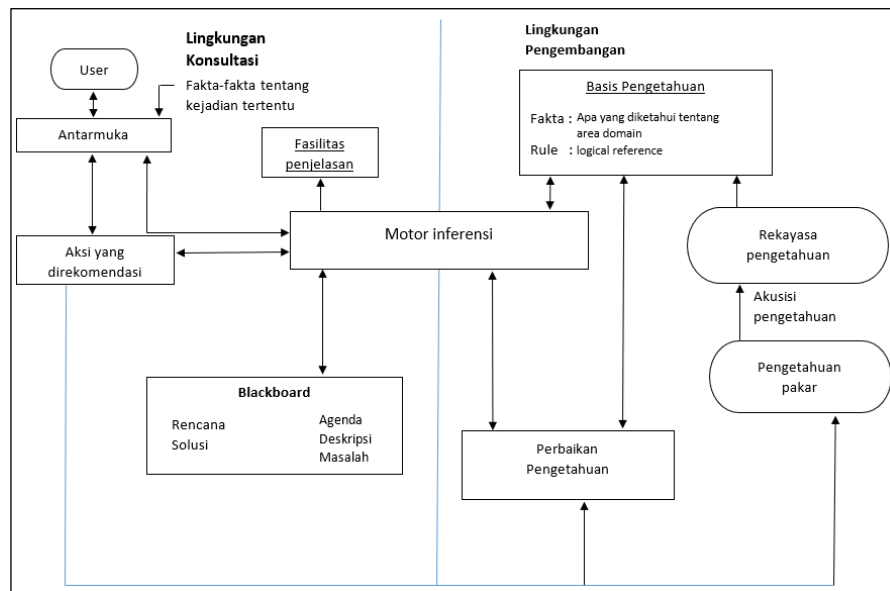 Lingkungan
Konsultasi
User
Fakta-fakta tentang
kejadian tertentu
Antarmuka
Fasilitas
penjelasan
Aksi yang
direkomendasi
Motor inferensi
Blackboard
Rencana
Solusi
Agenda
Deskripsi
Masalah
Lingkungan
Pengembangan
Basis Pengetahuan
Fakta : Apa yang diketahui tentang
area domain
Rule : logical reference
Rekayasa
pengetahuan
Akusisi
pengetahuan
Pengetahuan
pakar
Perbaikan
Pengetahuan